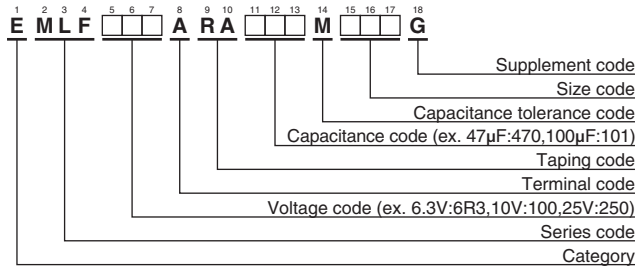 1 2 3 4 5 6 7 8 9 10 11 12 13 14 15 16 17 18
E M L F A R A M G
Supplement code
Size code
Capacitance tolerance code
Capacitance code (ex. 47µF:470,100µF:101)
Taping code
Terminal code
Voltage code (ex. 6.3V:6R3,10V:100,25V:250)
Series code
Category